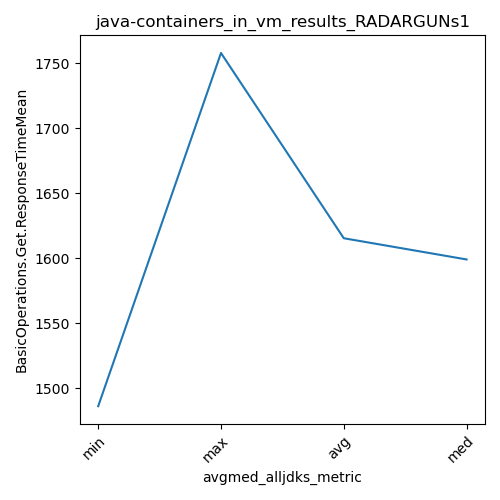 java-containers_in_vm_results_RADARGUNs1
BasicOperations.Get.ResponseTimeMean
1750
1700
1650
1600
1550
1500
min
max
avg
med
avgmed_alljdks_metric